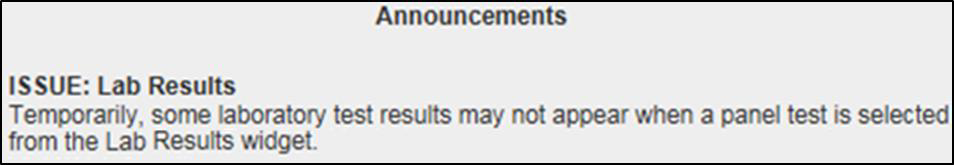 Announcements
ISSUE: Lab Results
Temporarily, some laboratory test results may not appear when a panel test is selected
from the Lab Results widget.